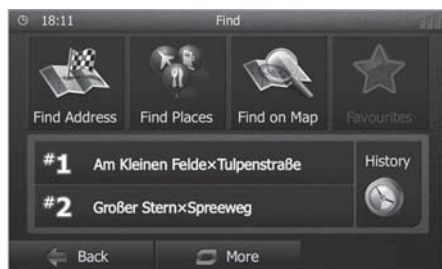 18:11 Find
Find Address Find Places Find on Map Favourites
#1 Am Kleinen Felde×Tulpenstraße History
#2 Großer Stern×Spreeweg
Back More